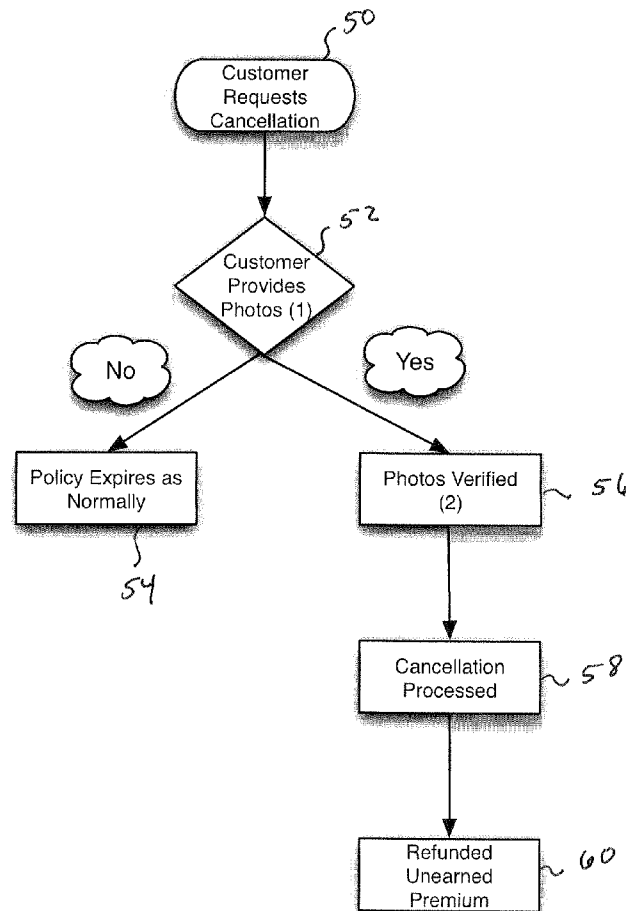 50
Customer
Requests
Cancellation
52
Customer
Provides
Photos (1)
No
Yes
Policy Expires as
Normally
54
Photos Verified
(2)
56
Cancellation
Processed
58
Refunded
Unearned
Premium
60